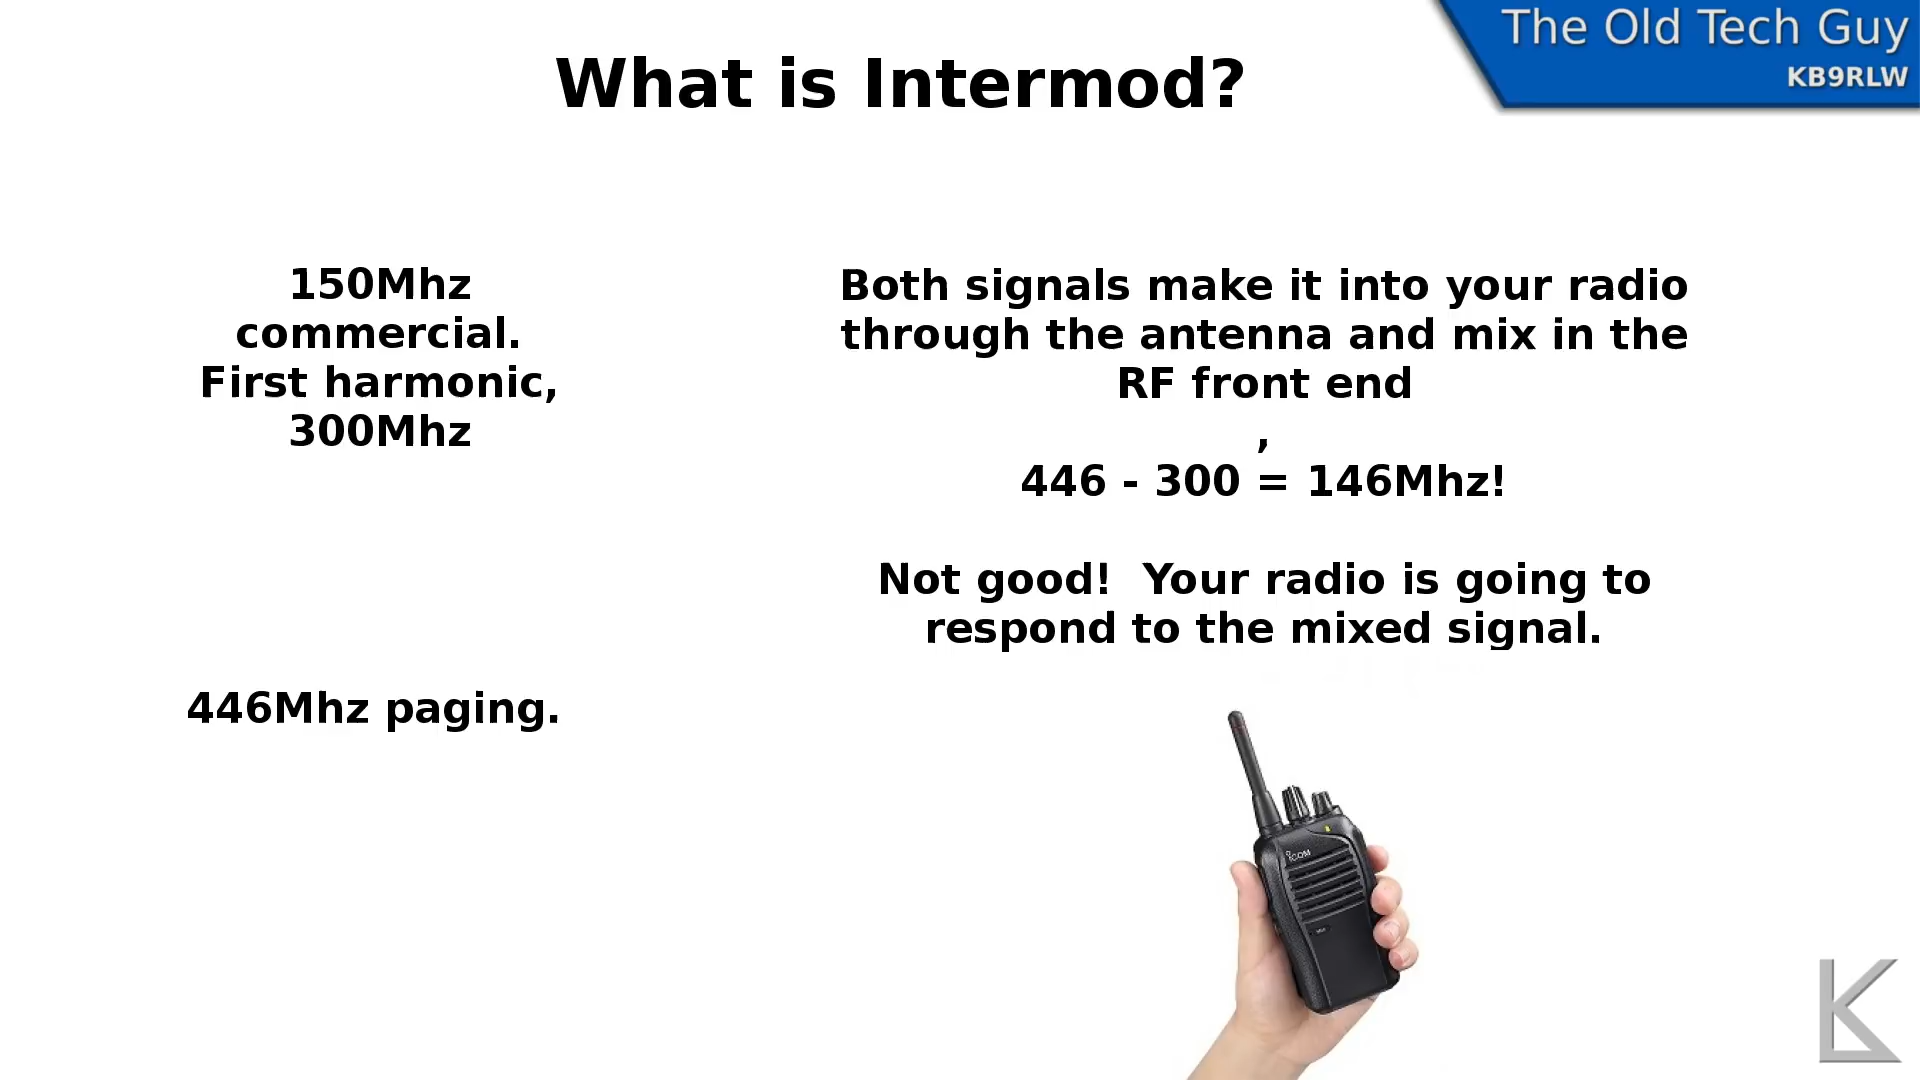 The Old Tech Guy
KB9RLW
What is Intermod?
150Mhz
commercial.
First harmonic,
300Mhz
446Mhz paging.
Both signals make it into your radio
through the antenna and mix in the
RF front end
,
446 - 300 = 146Mhz!
Not good!  Your radio is going to
respond to the mixed signal.
ICOM
K